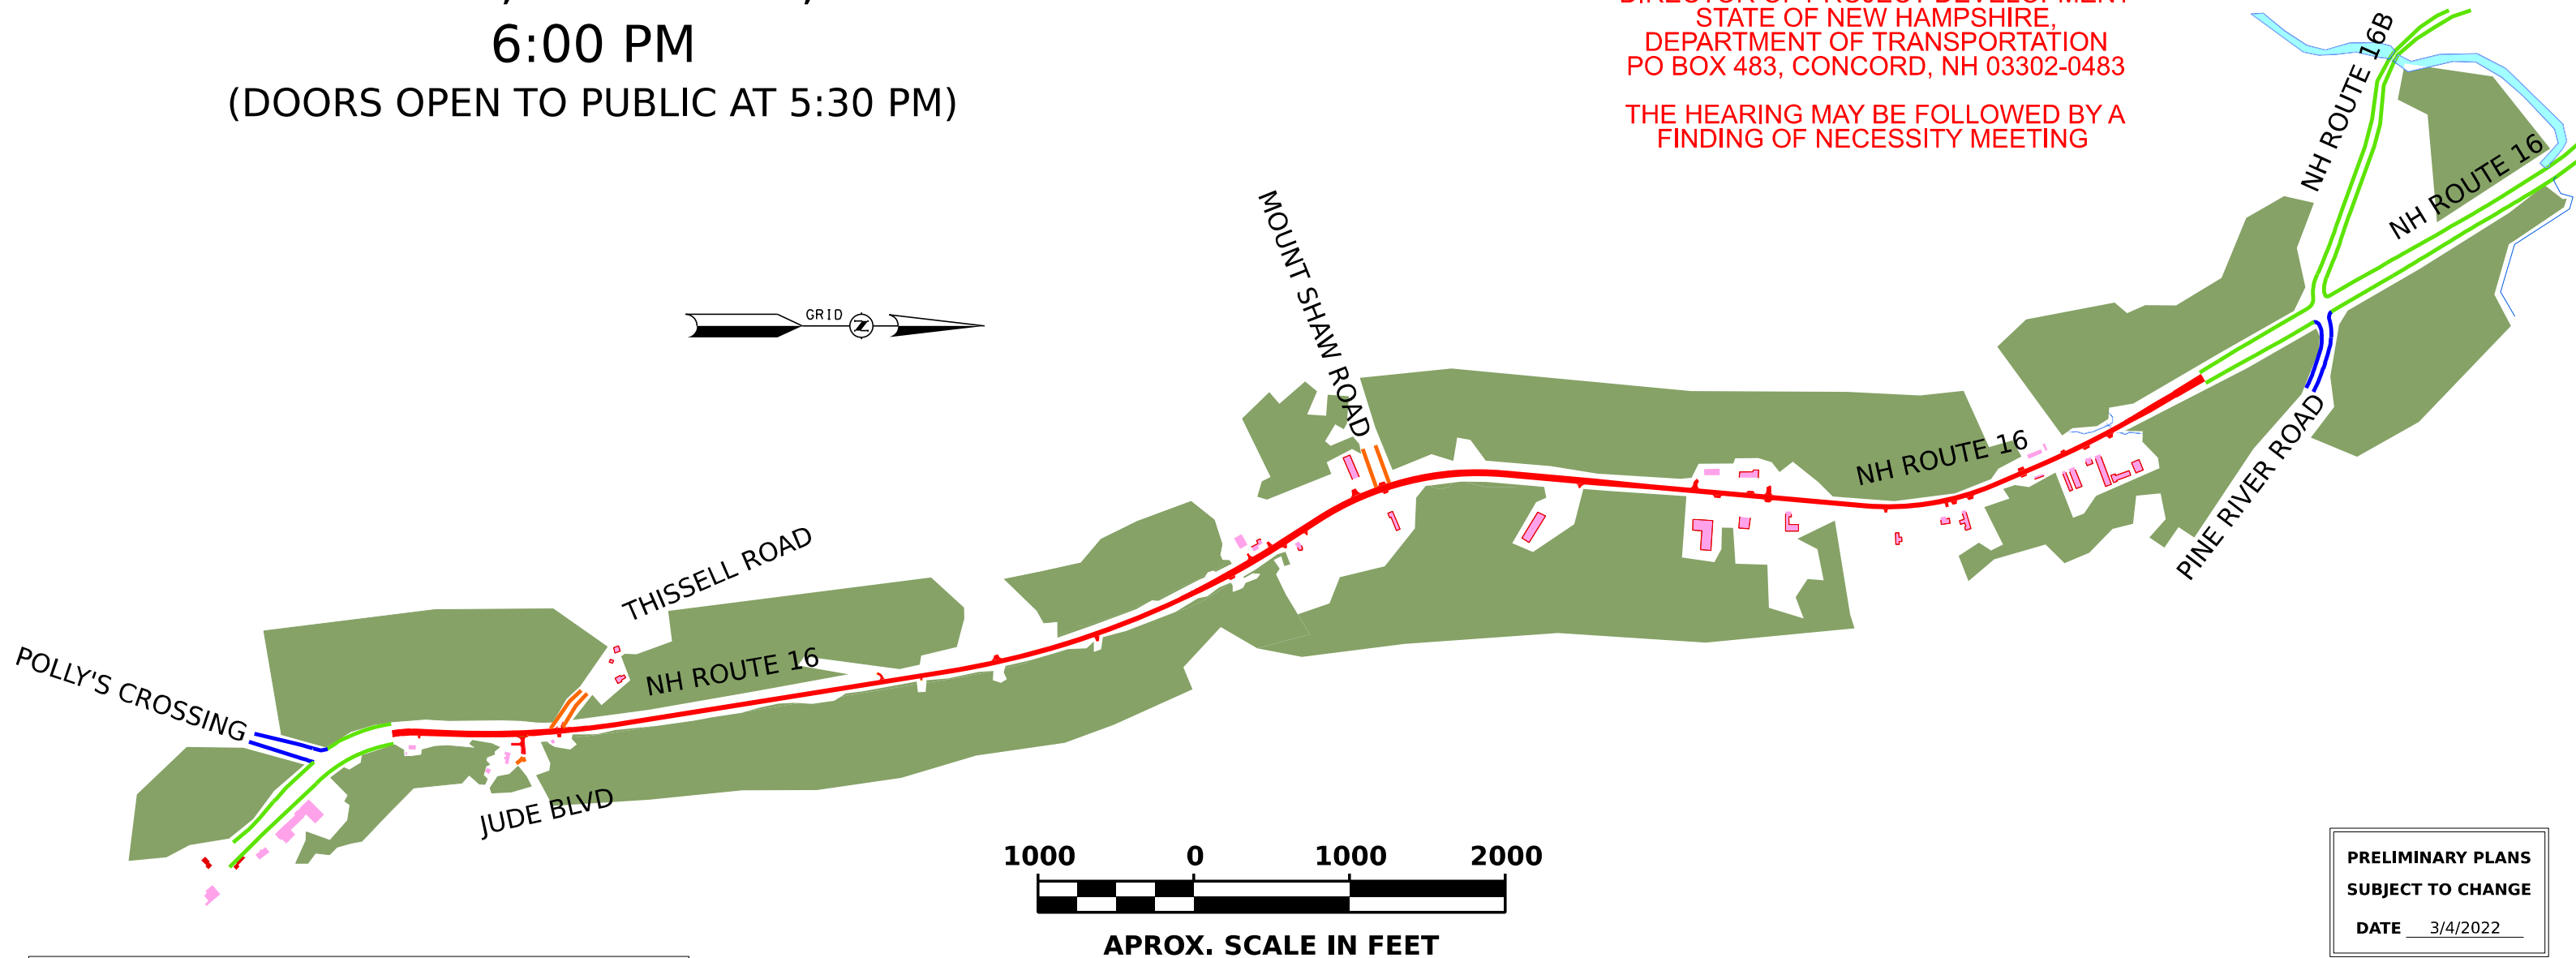 6:00 PM
(DOORS OPEN TO PUBLIC AT 5:30 PM)
DIRECTOR OF PROJECT DEVELOPMENT
STATE OF NEW HAMPSHIRE,
DEPARTMENT OF TRANSPORTATION
PO BOX 483, CONCORD, NH 03302-0483
THE HEARING MAY BE FOLLOWED BY A
FINDING OF NECESSITY MEETING
NH ROUTE 16B
NH ROUTE 16
MOUNT SHAW ROAD
GRID
N
NH ROUTE 16
PINE RIVER ROAD
THISSELL ROAD
NH ROUTE 16
POLLY'S CROSSING
JUDE BLVD
1000 0 1000 2000
APROX. SCALE IN FEET
PRELIMINARY PLANS
SUBJECT TO CHANGE
DATE 3/4/2022